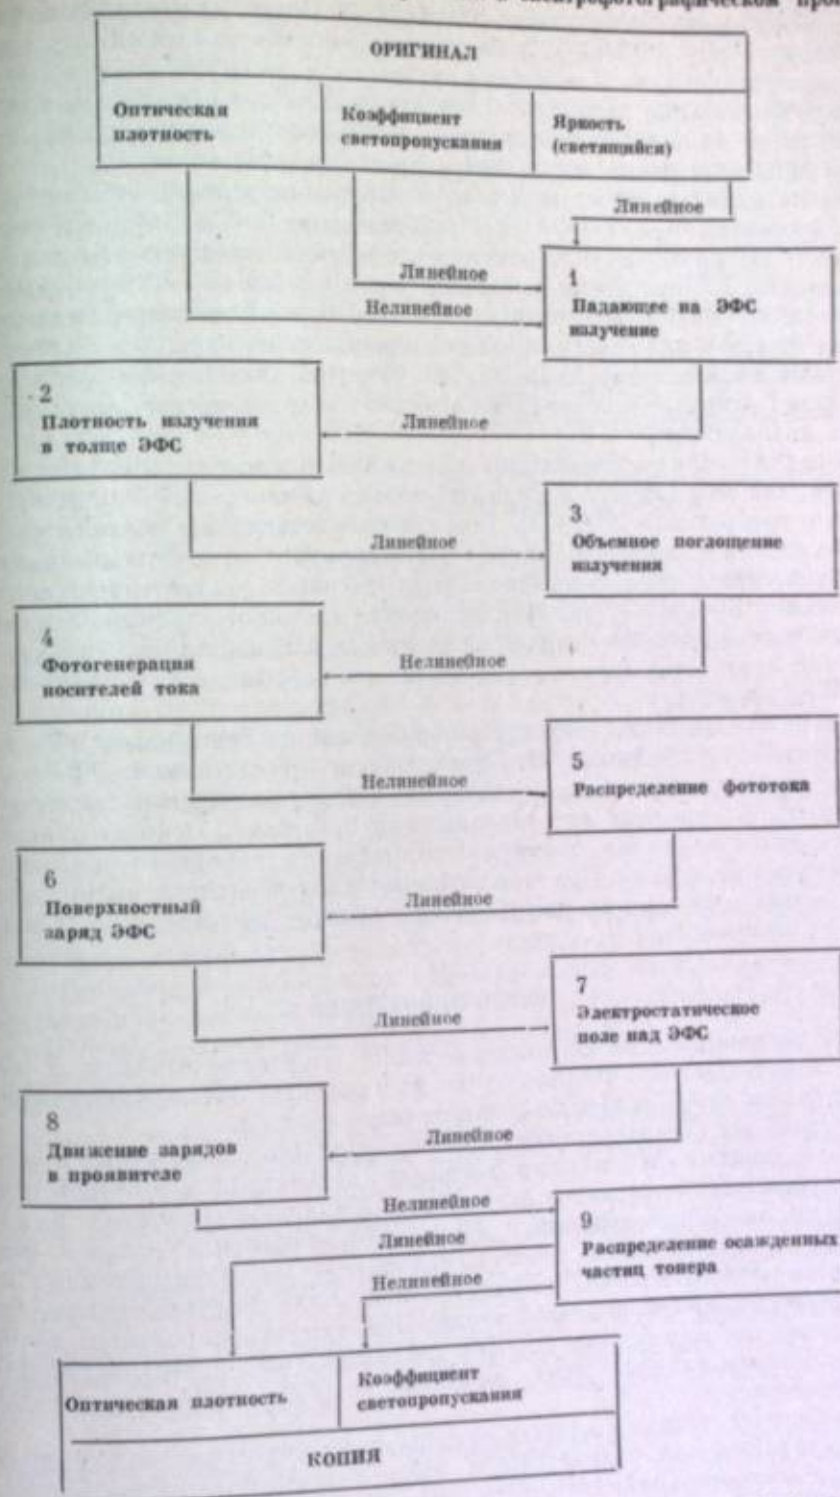 электрофотографическом
ОРИГИНАЛ
Оптическая
плотность
Коэффициент
светопропускания
Яркость
(светящийся)
Линейное
Линейное
Нелинейное
1
Падающее на ЭФС
излучение
2
Плотность излучения
в толще ЭФС
Линейное
Линейное
3
Объемное поглощение
излучения
4
Фотогенерация
носителей тока
Нелинейное
Нелинейное
5
Распределение фототока
6
Поверхностный
заряд ЭФС
Линейное
Линейное
7
Электростатическое
поле над ЭФС
8
Движение зарядов
в проявителе
Линейное
Нелинейное
Линейное
Нелинейное
9
Распределение осажденных
частиц тонера
Оптическая плотность
Коэффициент
светопропускания
КОПИЯ